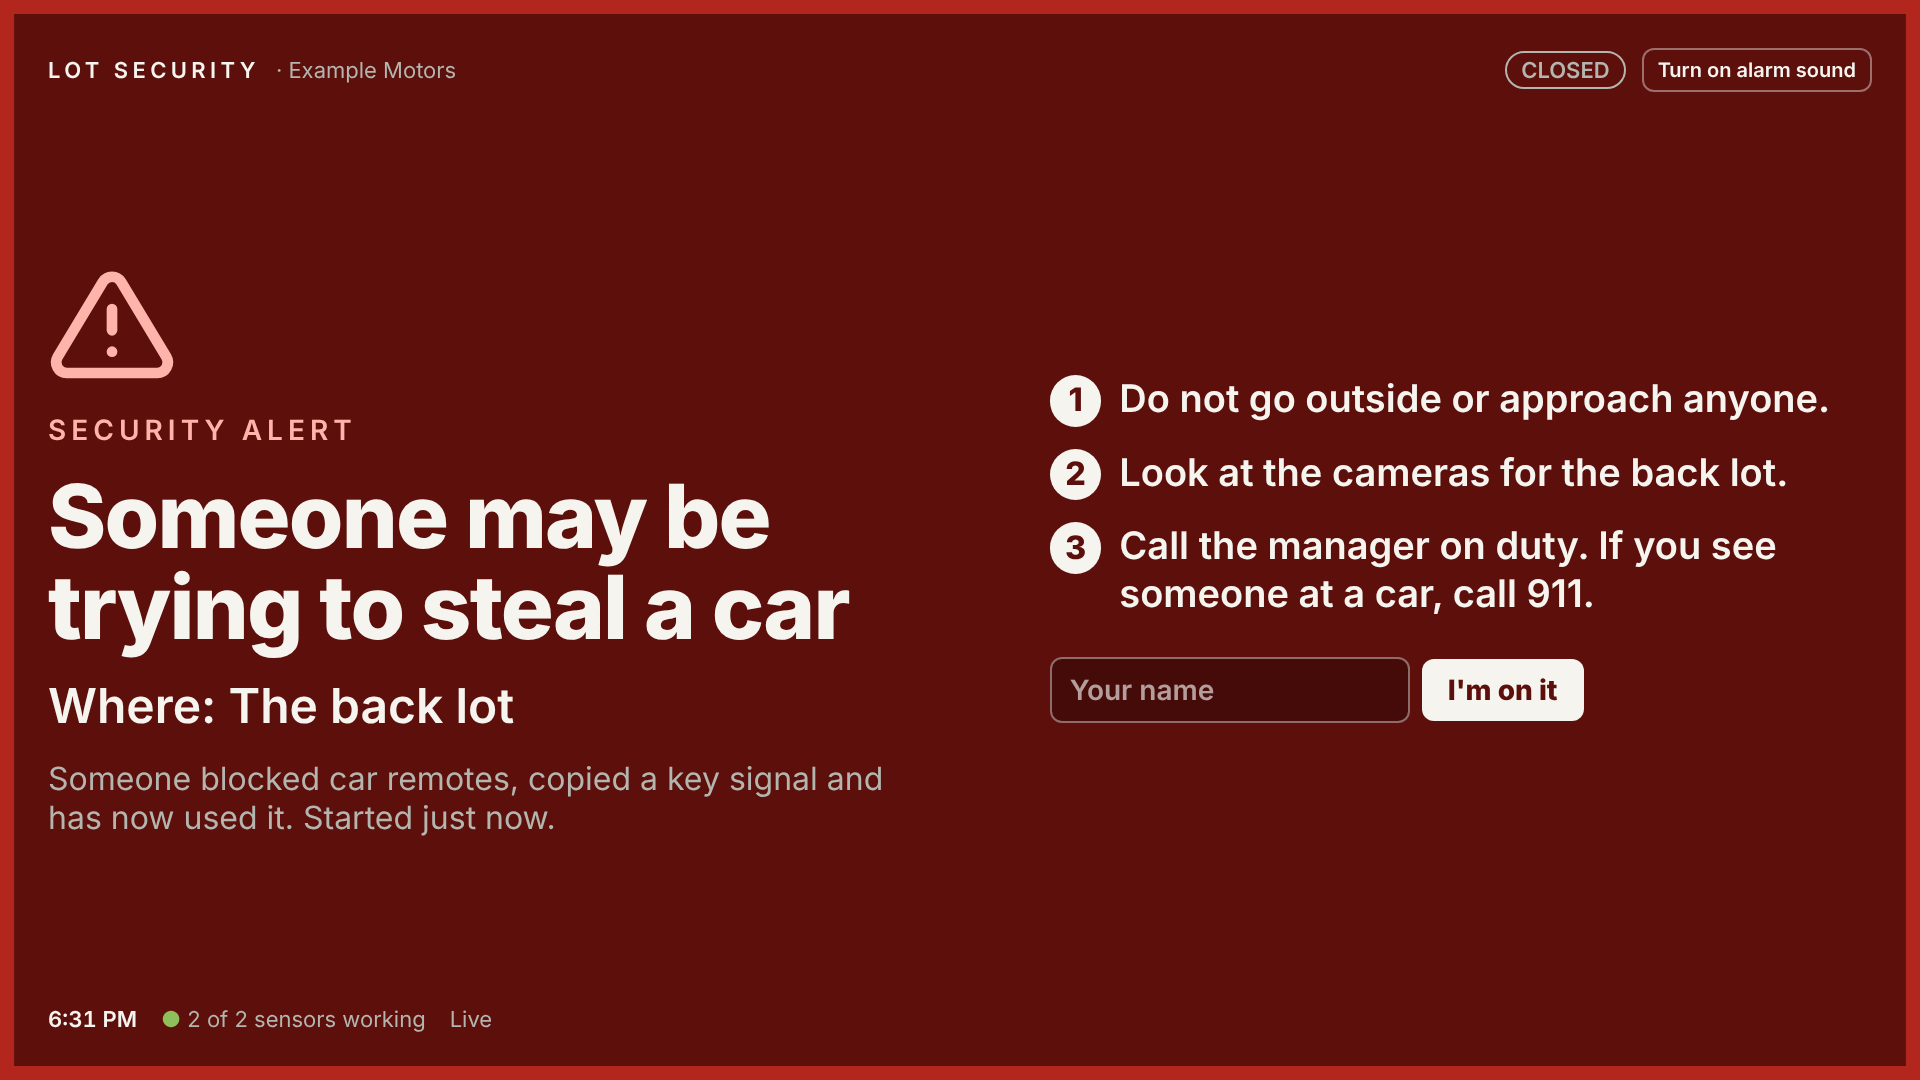 LOT SECURITY · Example Motors
CLOSED
Turn on alarm sound
SECURITY ALERT
Someone may be
trying to steal a car
Where: The back lot
Someone blocked car remotes, copied a key signal and
has now used it. Started just now.
1 Do not go outside or approach anyone.
2 Look at the cameras for the back lot.
3 Call the manager on duty. If you see
someone at a car, call 911.
Your name
I'm on it
6:31 PM 2 of 2 sensors working Live